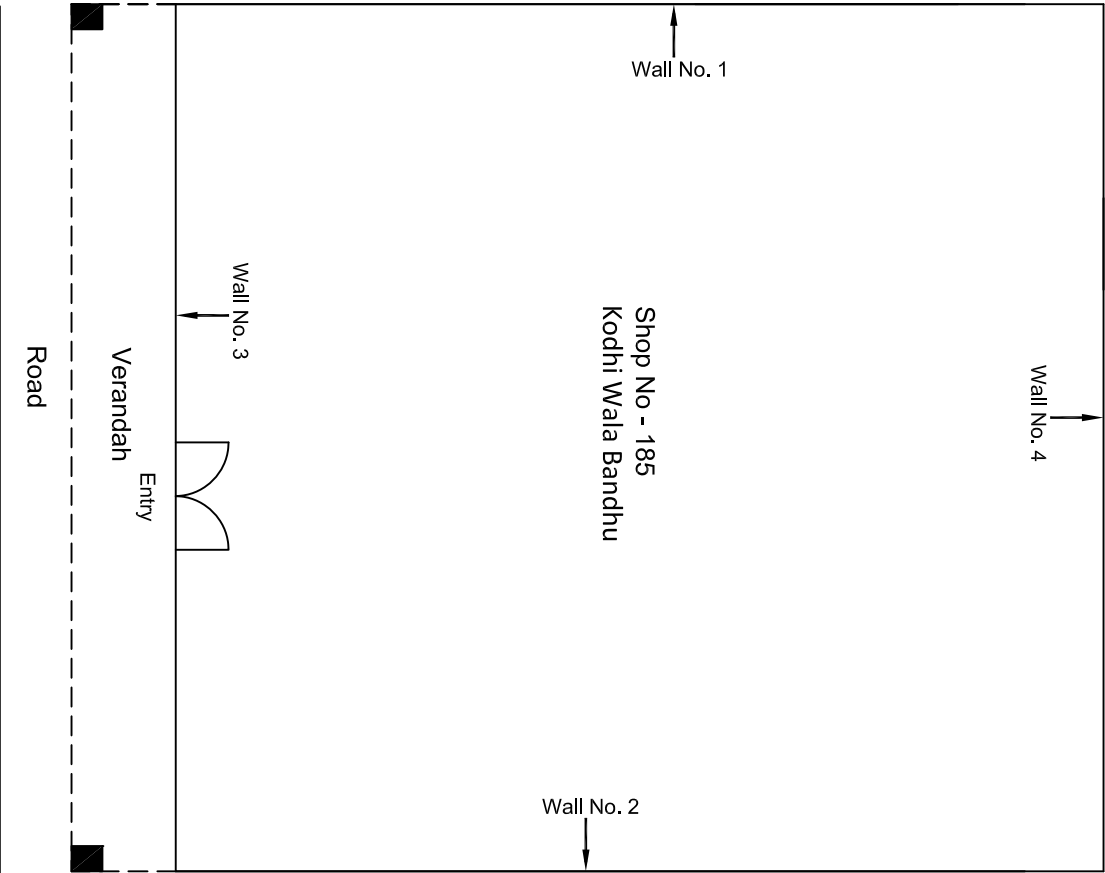 Wall No. 1
Wall No. 4
Wall No. 3
Shop No - 185
Kodhi Wala Bandhu
Entry
Verandah
Road
Wall No. 2